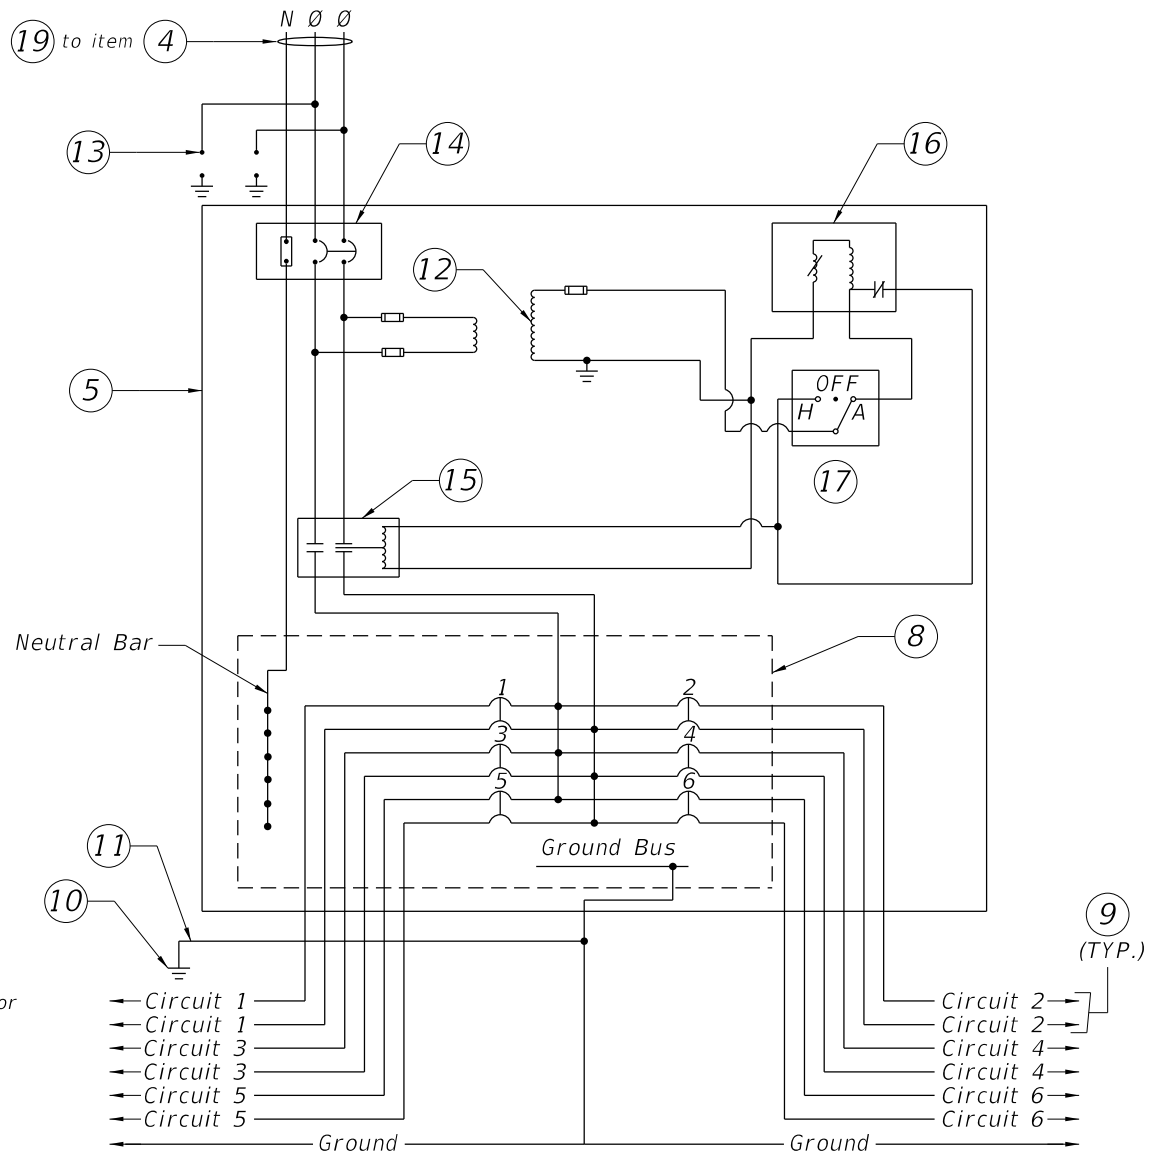 N Ø Ø
19 to item 4
13
14
16
12
5
OFF
H A
17
15
Neutral Bar
8
1 2
3 4
5 6
Ground Bus
11
10
9
(TYP.)
or
Circuit 1 Circuit 2
Circuit 1 Circuit 2
Circuit 3 Circuit 4
Circuit 3 Circuit 4
Circuit 5 Circuit 6
Circuit 5 Circuit 6
Ground Ground